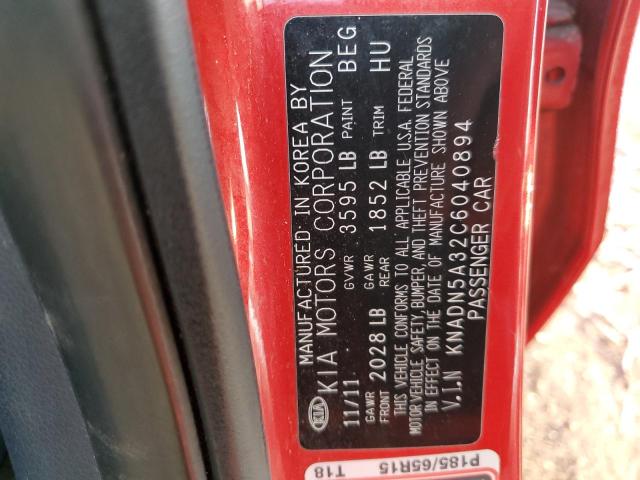 MANUFACTURED IN KOREA BY
KIA KIA MOTORS CORPORATION
11/11 GVWR 3595 LB PAINT BEG
GAWR FRONT 2028 LB GAWR REAR 1852 LB TRIM HU
THIS VEHICLE CONFORMS TO ALL APPLICABLE U.S.A. FEDERAL
MOTOR VEHICLE SAFETY, BUMPER, AND THEFT PREVENTION STANDARDS
IN EFFECT ON THE DATE OF MANUFACTURE SHOWN ABOVE
V.I.N KNADN5A32C6040894
PASSENGER CAR
T18
P185/65R15